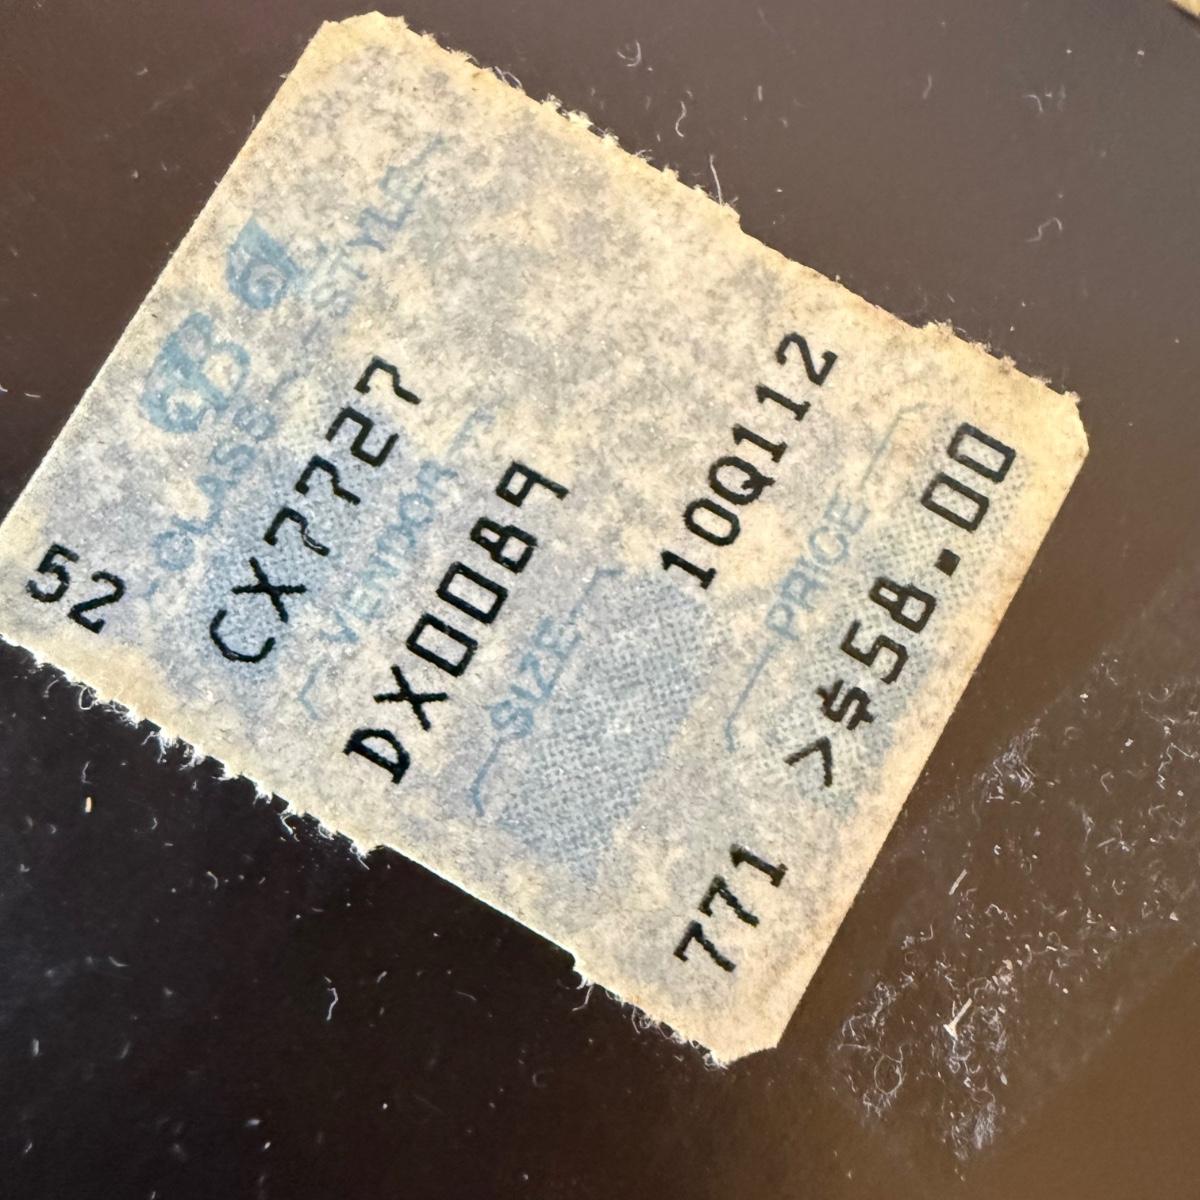 STYLE
CLASS
52 CX7727
VENDOR
DX0089
SIZE
10Q112
PRICE
771 >$58.00